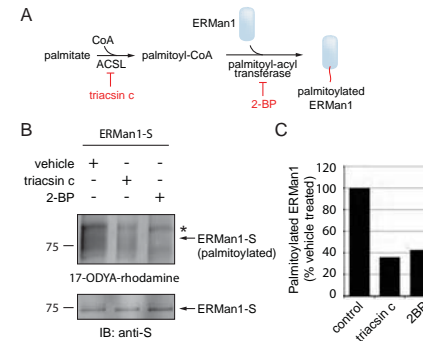 A
ERMan1
CoA
palmitate
palmitoyl-CoA
ACSL
palmitoyl-acyl
transferase
triacsin c
2-BP
palmitoylated
ERMan1
B
ERMan1-S
vehicle + - -
triacsin c - + -
2-BP - - +
*
75
ERMan1-S
(palmitoylated)
17-ODYA-rhodamine
75
ERMan1-S
IB: anti-S
C
Palmitoylated ERMan1
(% vehicle treated)
120
100
80
60
40
20
0
control
triacsin c
2BP